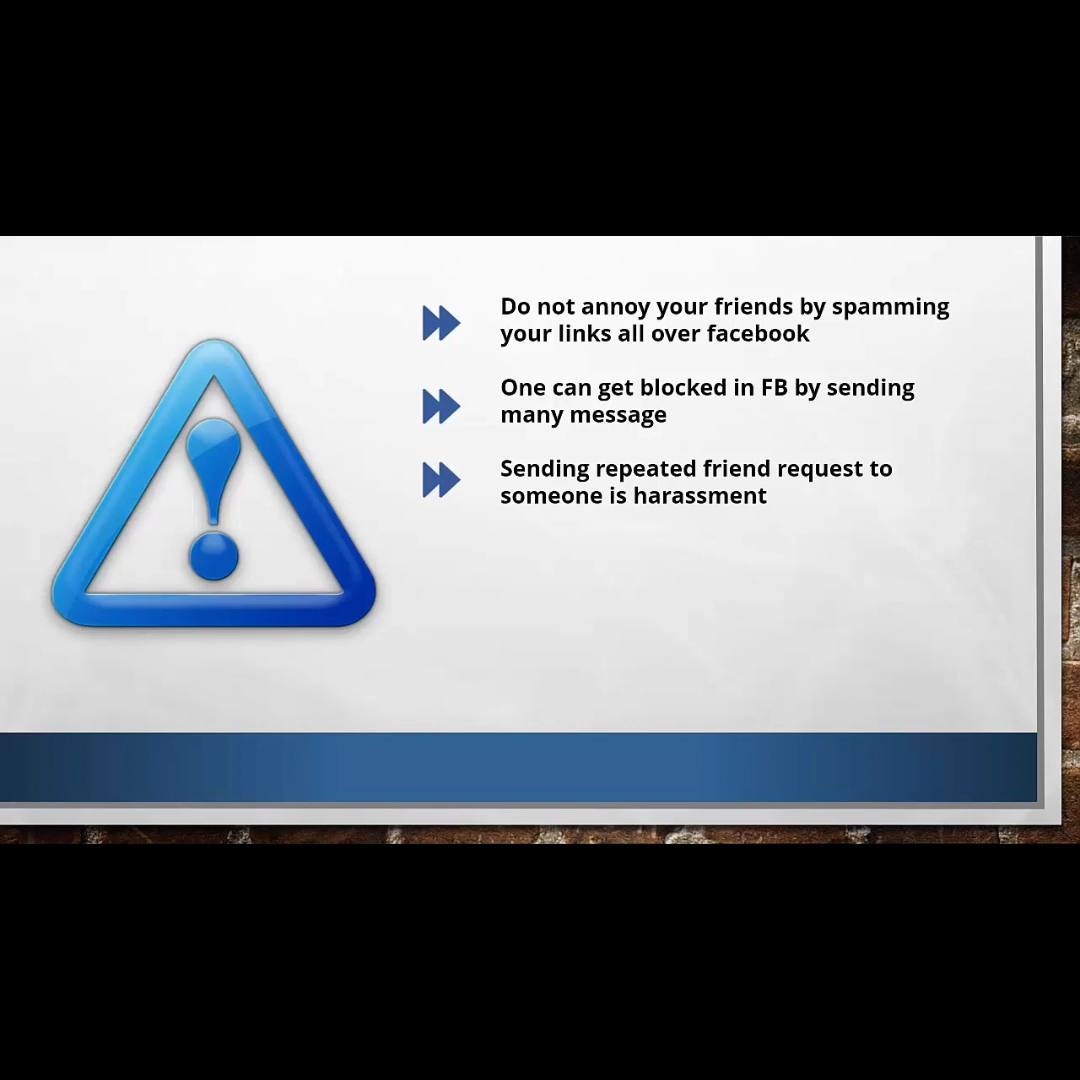 Do not annoy your friends by spamming
your links all over facebook
One can get blocked in FB by sending
many message
Sending repeated friend request to
someone is harassment